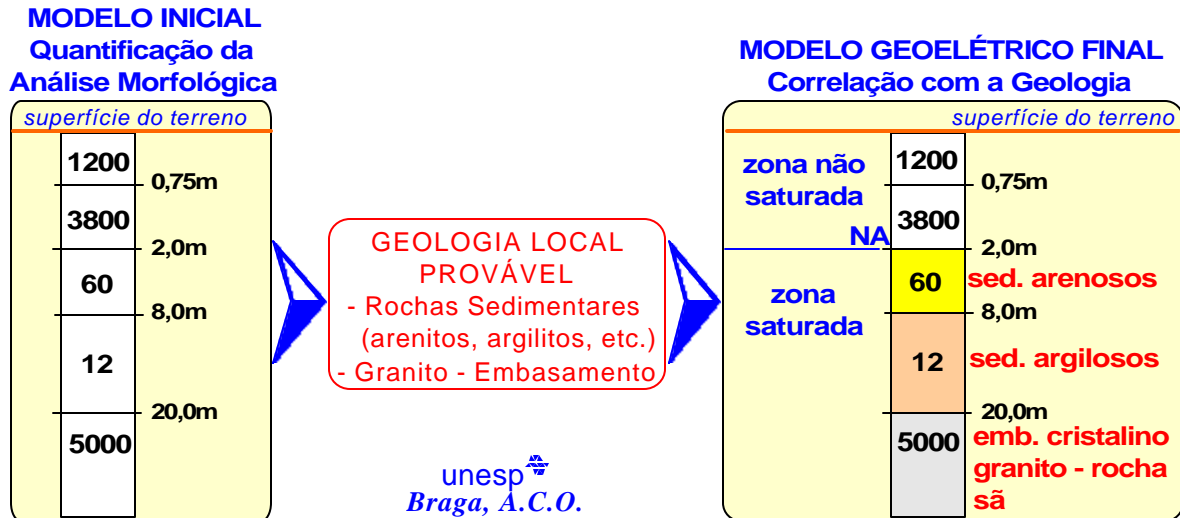 MODELO INICIAL
Quantificação da
Análise Morfológica
superfície do terreno
1200
0,75m
3800
2,0m
60
8,0m
12
20,0m
5000
GEOLOGIA LOCAL
PROVÁVEL
- Rochas Sedimentares
(arenitos, argilitos, etc.)
- Granito - Embasamento
unesp
Braga, A.C.O.
MODELO GEOELÉTRICO FINAL
Correlação com a Geologia
superfície do terreno
zona não
saturada
1200
0,75m
3800
NA
2,0m
zona
saturada
60
sed. arenosos
8,0m
12
sed. argilosos
20,0m
5000
emb. cristalino
granito - rocha
sã